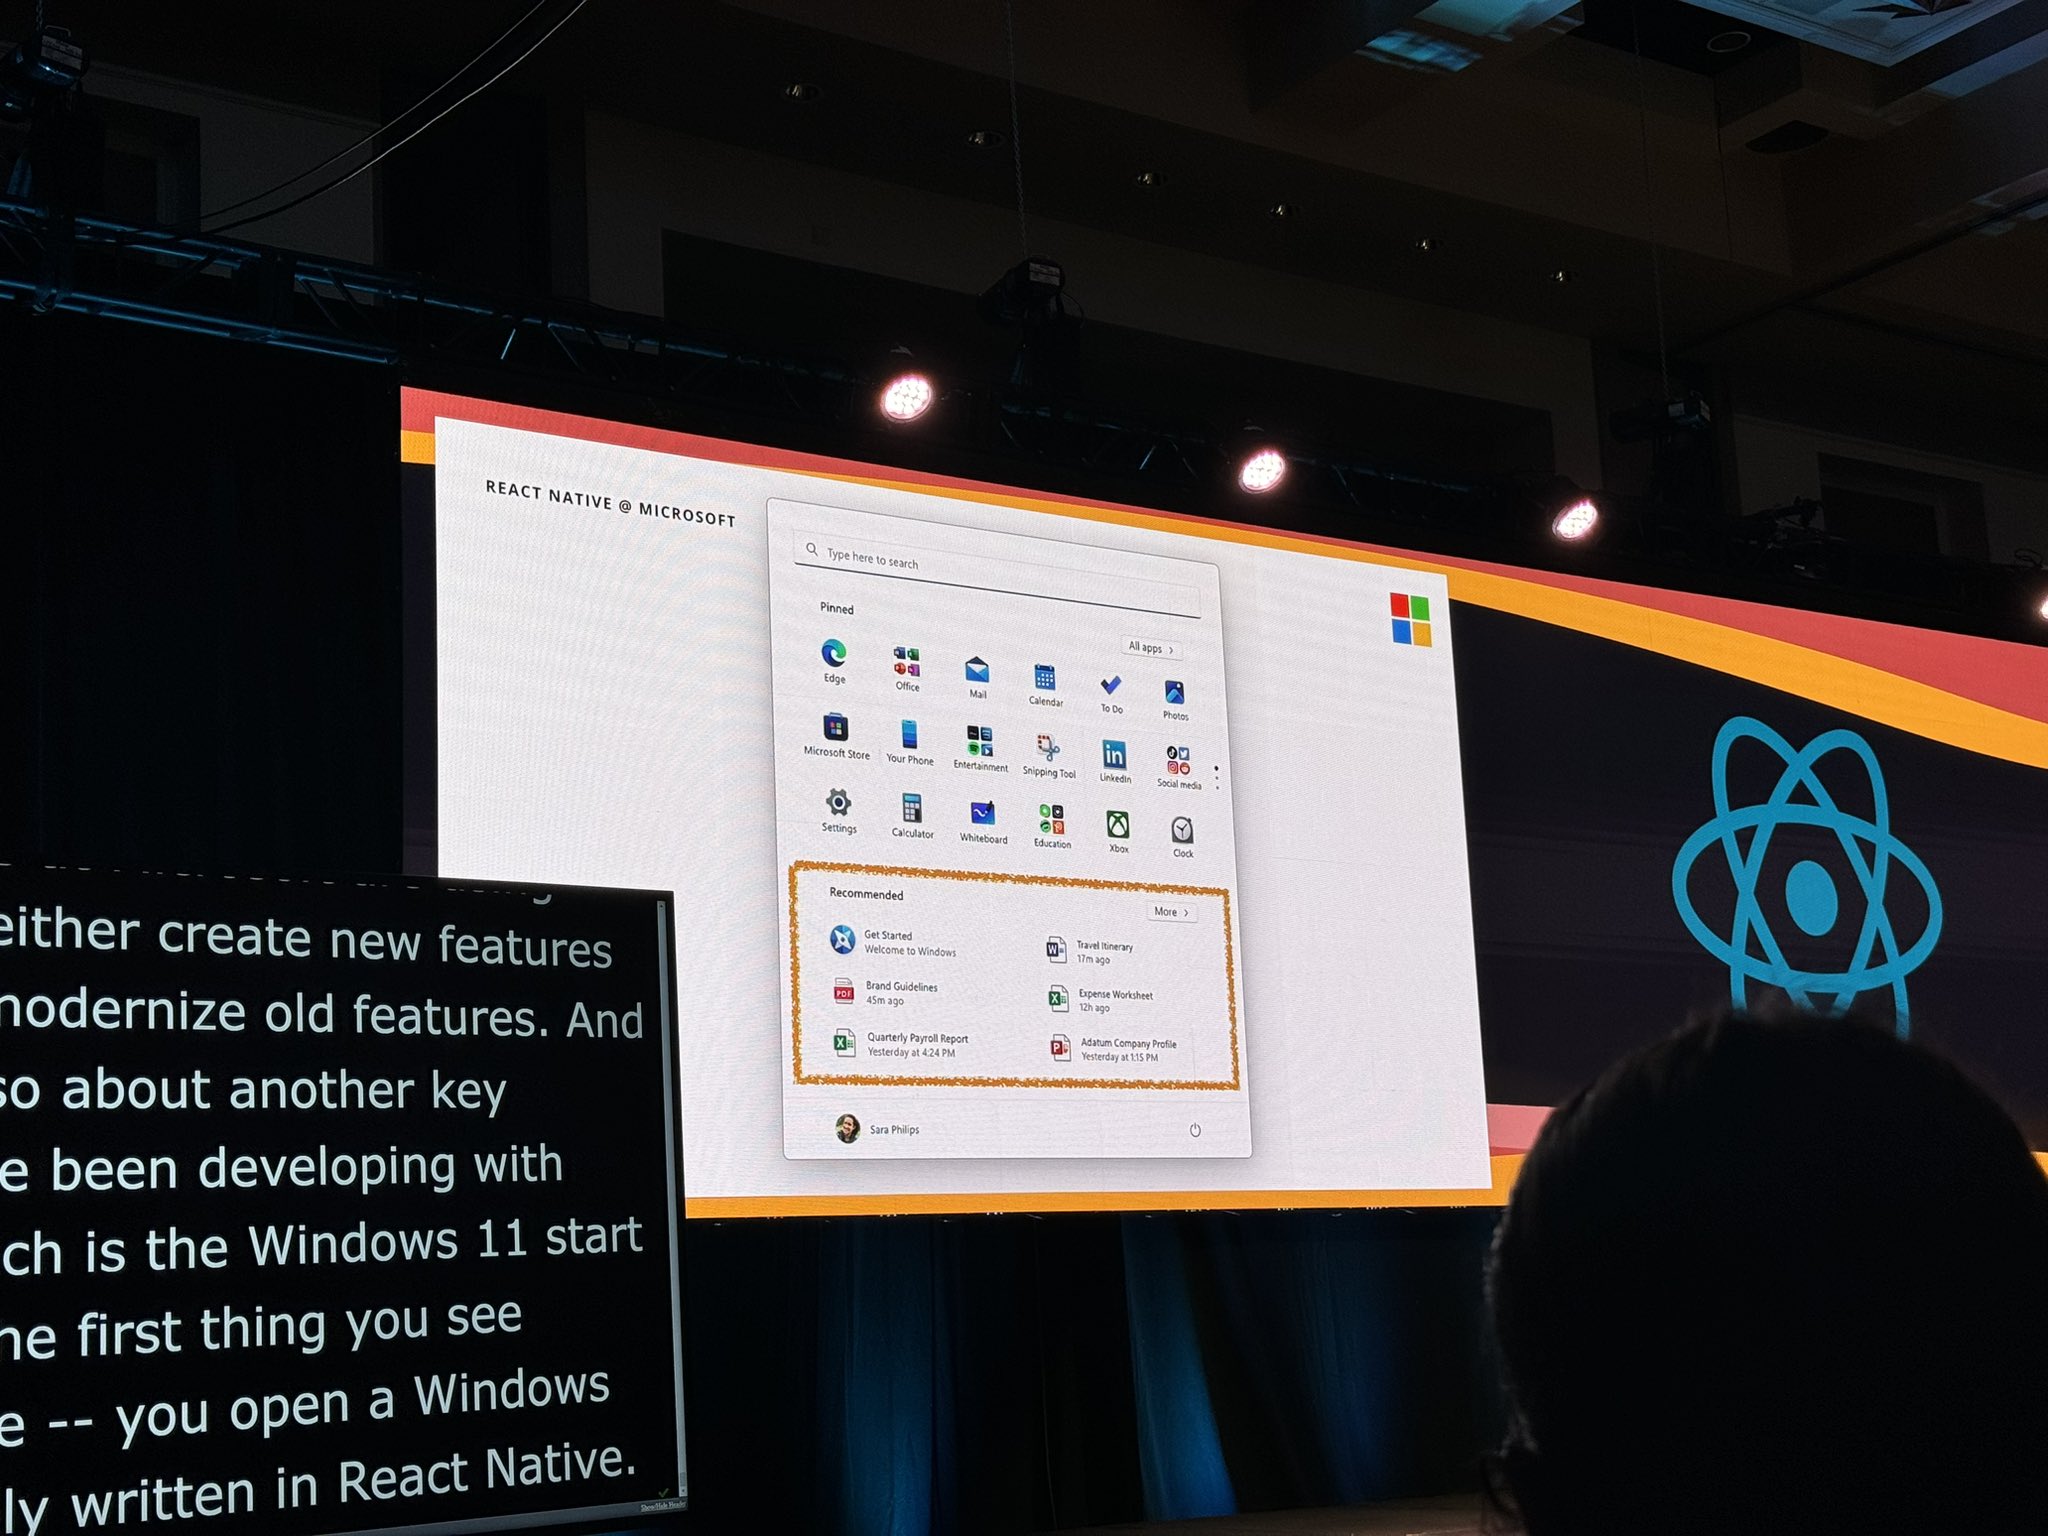 REACT NATIVE @ MICROSOFT
Type here to search
Pinned
All apps >
Edge
Office
Mail
Calendar
To Do
Photos
Microsoft Store
Your Phone
Entertainment
Snipping Tool
LinkedIn
Social media
Settings
Calculator
Whiteboard
Education
Xbox
Clock
Recommended
More >
Get Started
Welcome to Windows
Travel Itinerary
17m ago
Brand Guidelines
45m ago
Expense Worksheet
12h ago
Quarterly Payroll Report
Yesterday at 4:24 PM
Adatum Company Profile
Yesterday at 1:15 PM
Sara Philips
either create new features
modernize old features. And
so about another key
e been developing with
ch is the Windows 11 start
he first thing you see
e -- you open a Windows
ly written in React Native.
Show/Hide Header